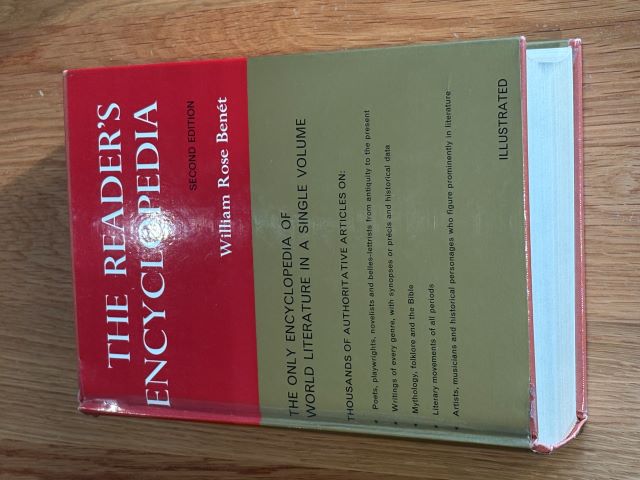 THE READER'S
ENCYCLOPEDIA
SECOND EDITION
William Rose Benét
THE ONLY ENCYCLOPEDIA OF
WORLD LITERATURE IN A SINGLE VOLUME
THOUSANDS OF AUTHORITATIVE ARTICLES ON:
• Poets, playwrights, novelists and belles-lettrists from antiquity to the present
• Writings of every genre, with synopses or précis and historical data
• Mythology, folklore and the Bible
• Literary movements of all periods
• Artists, musicians and historical personages who figure prominently in literature
ILLUSTRATED